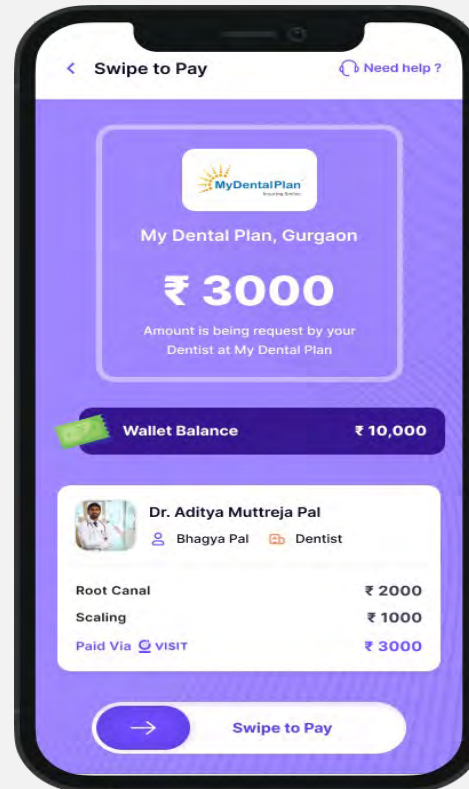 Swipe to Pay
Need help ?
MyDentalPlan
Insuring Smiles
My Dental Plan, Gurgaon
₹ 3000
Amount is being request by your
Dentist at My Dental Plan
Wallet Balance ₹ 10,000
Dr. Aditya Muttreja Pal
Bhagya Pal Dentist
Root Canal ₹ 2000
Scaling ₹ 1000
Paid Via VISIT ₹ 3000
Swipe to Pay